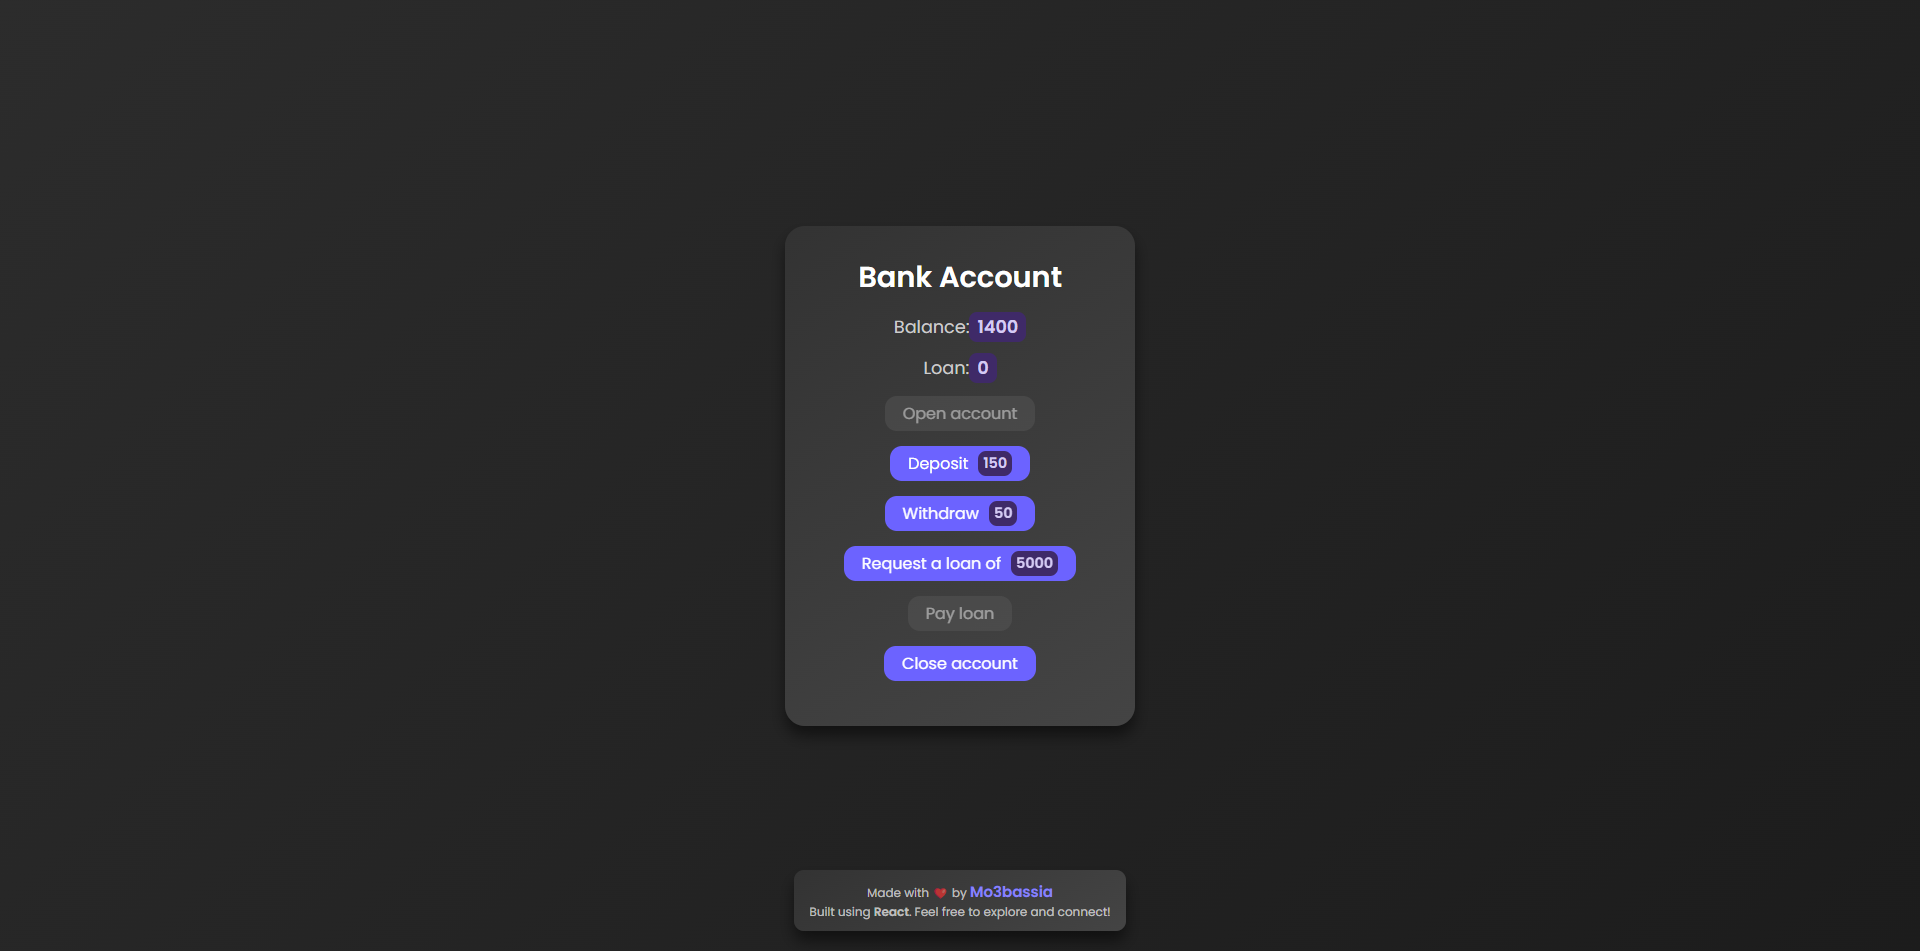 Bank Account
Balance: 1400
Loan: 0
Open account
Deposit 150
Withdraw 50
Request a loan of 5000
Pay loan
Close account
Made with ❤️ by Mo3bassia
Built using React. Feel free to explore and connect!